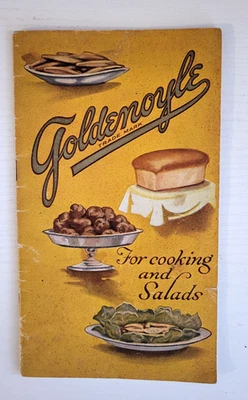 Goldenoyle
TRADE MARK
For cooking
and
Salads